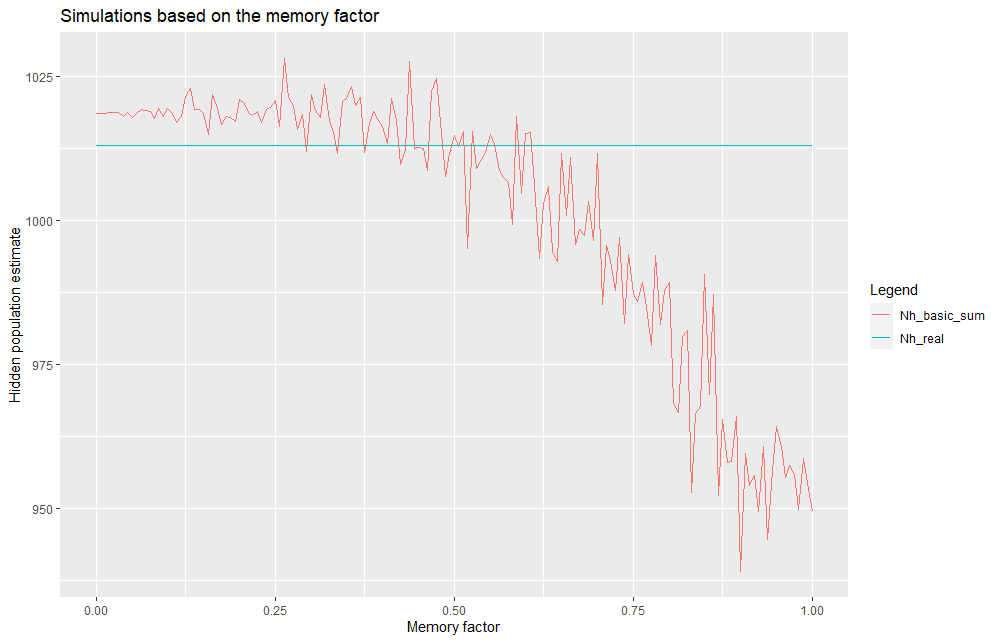 Simulations based on the memory factor
Hidden population estimate
1025
1000
975
950
0.00 0.25 0.50 0.75 1.00
Memory factor
Legend
Nh_basic_sum
Nh_real